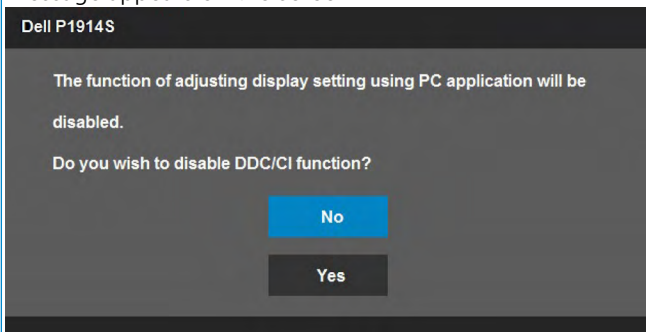 Dell P1914S
The function of adjusting display setting using PC application will be
disabled.
Do you wish to disable DDC/CI function?
No
Yes